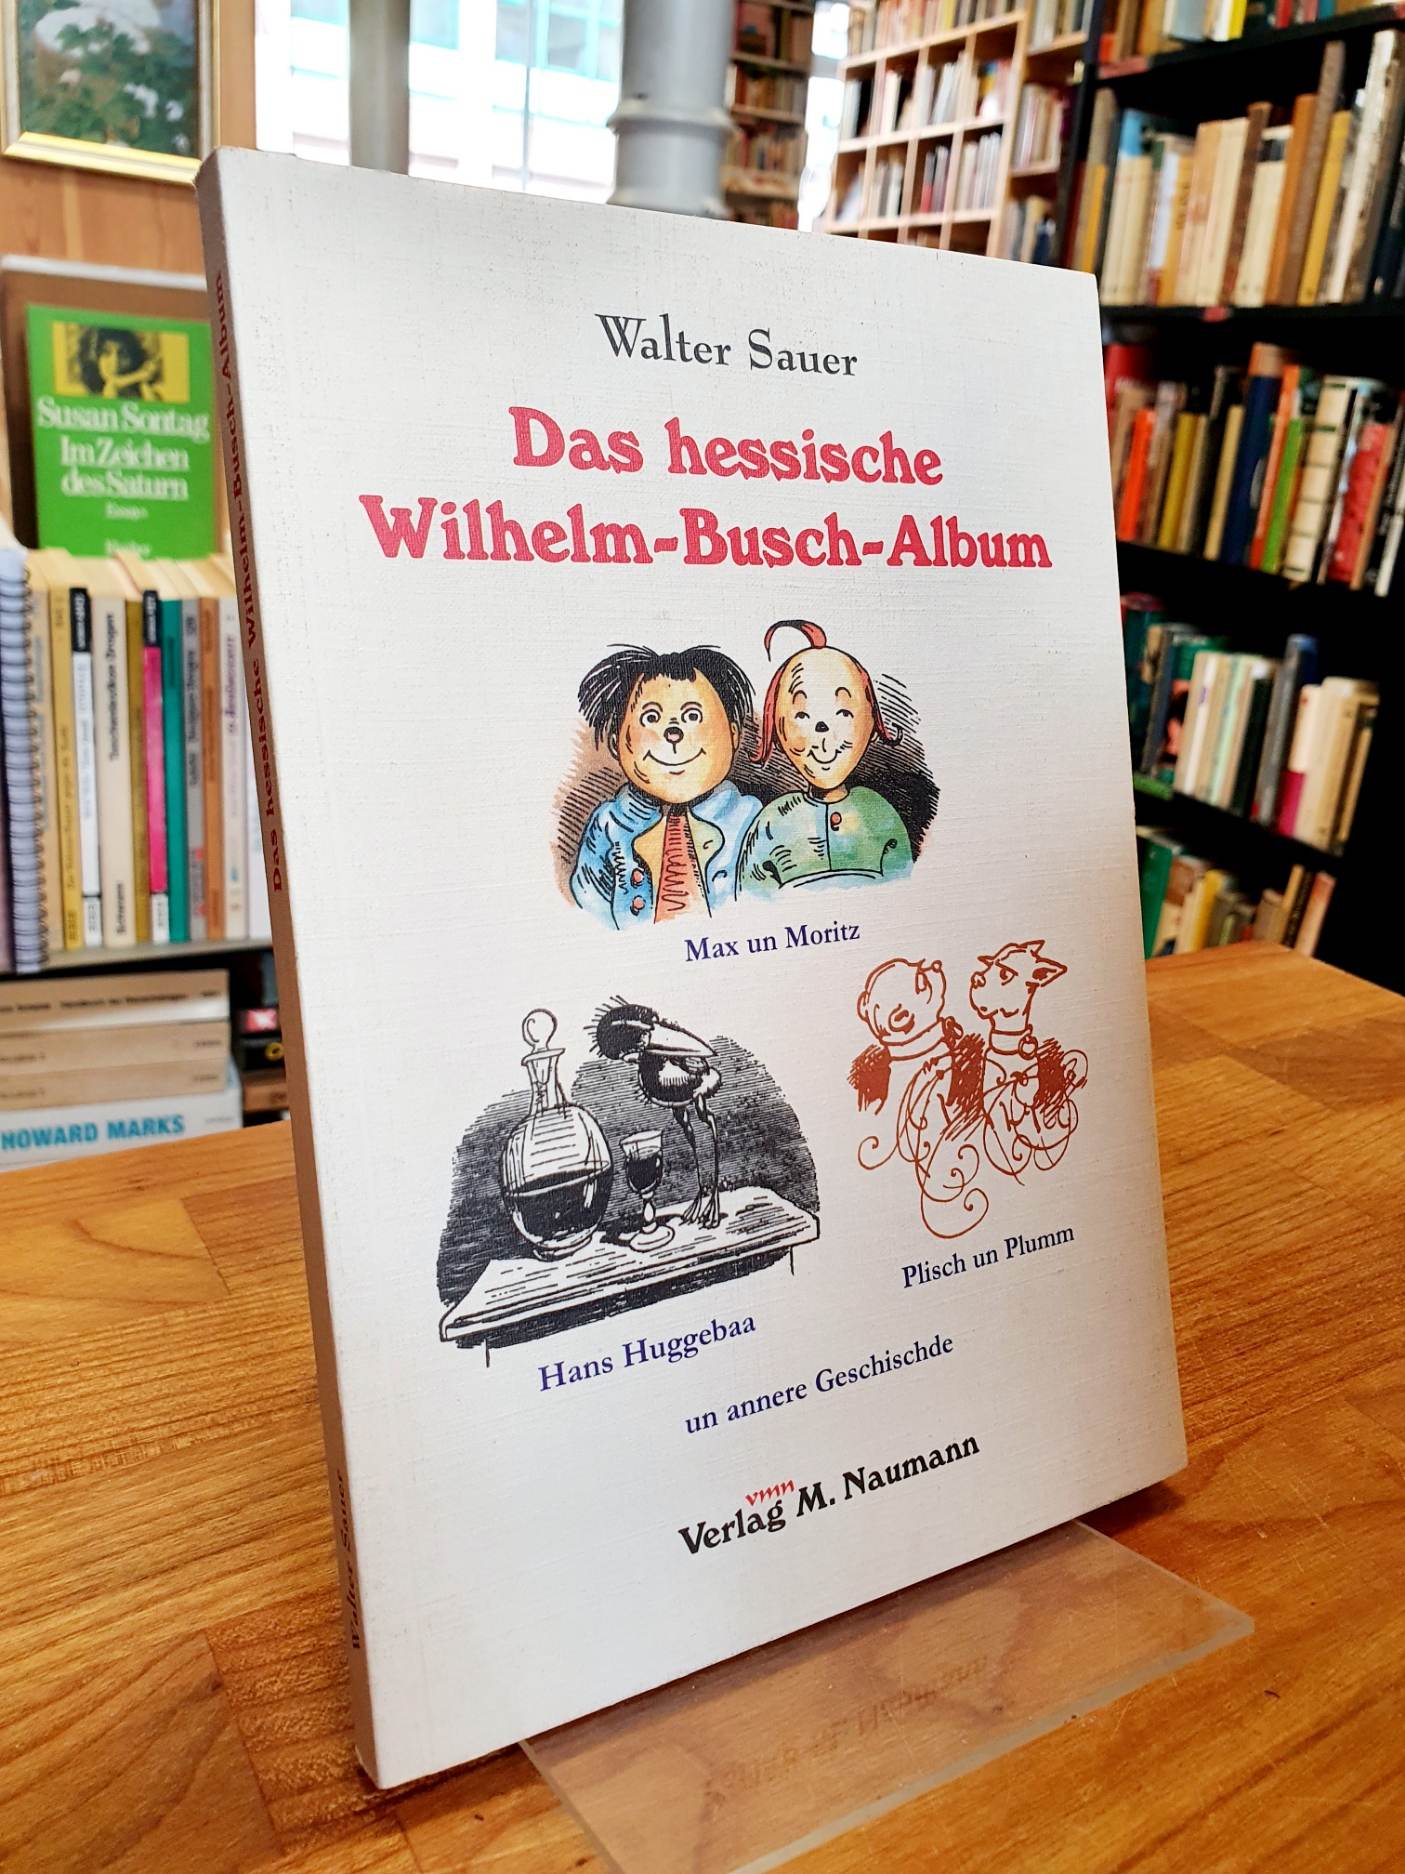 Walter Sauer
Das hessische
Wilhelm-Busch-Album
Max un Moritz
Hans Huggebaa
Plisch un Plumm
un annere Geschischde
vmn
Verlag M. Naumann
Das hessische Wilhelm-Busch-Album
Walter Sauer
Susan Sontag
Im Zeichen
des Saturn
Essays
HOWARD MARKS